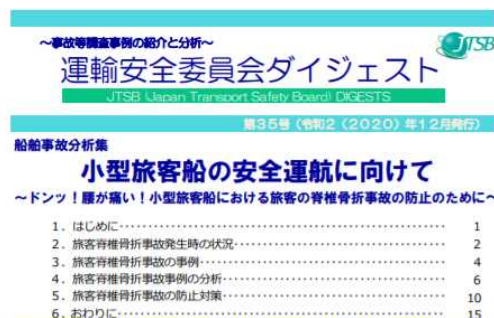 ～事故等調査事例の紹介と分析～
JTSB
運輸安全委員会ダイジェスト
JTSB (Japan Transport Safety Board) DIGESTS
第35号（令和2（2020）年12月発行）
船舶事故分析集
小型旅客船の安全運航に向けて
～ドンッ！腰が痛い！小型旅客船における旅客の脊椎骨折事故の防止のために～
1．はじめに…………………………………………………… 1
2．旅客脊椎骨折事故発生時の状況………………………… 2
3．旅客脊椎骨折事故の事例………………………………… 4
4．旅客脊椎骨折事故事例の分析…………………………… 6
5．旅客脊椎骨折事故の防止対策…………………………… 10
6．おわりに…………………………………………………… 15